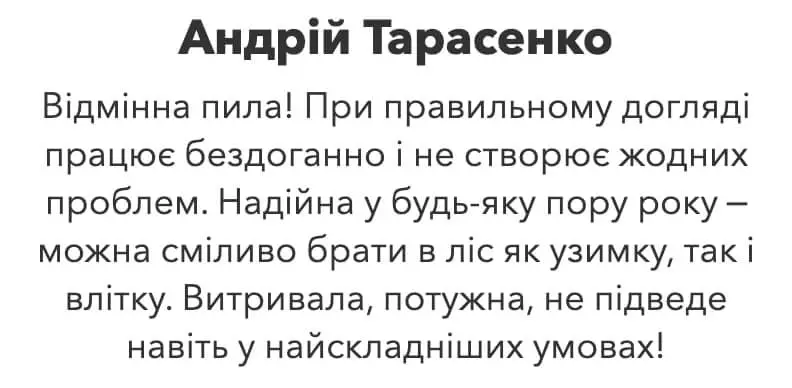 Андрій Тарасенко
Відмінна пила! При правильному догляді
працює бездоганно і не створює жодних
проблем. Надійна у будь-яку пору року —
можна сміливо брати в ліс як узимку, так і
влітку. Витривала, потужна, не підведе
навіть у найскладніших умовах!